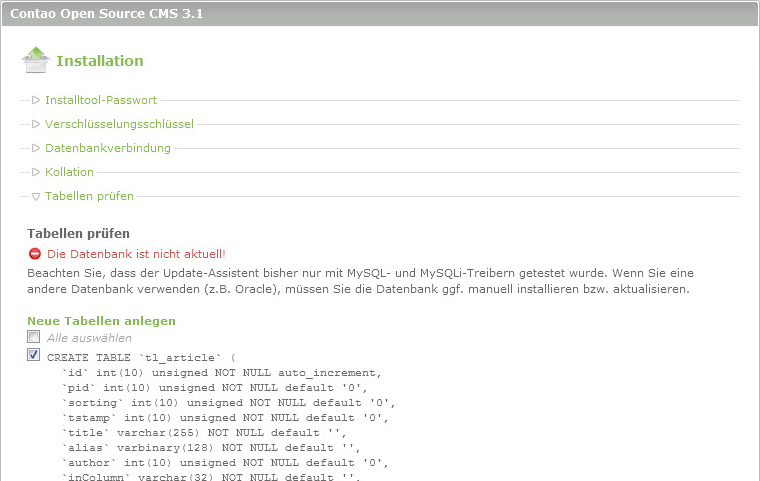 Contao Open Source CMS 3.1
Installation
Installtool-Passwort
Verschlüsselungsschlüssel
Datenbankverbindung
Kollation
Tabellen prüfen
Tabellen prüfen
Die Datenbank ist nicht aktuell!
Beachten Sie, dass der Update-Assistent bisher nur mit MySQL- und MySQLi-Treibern getestet wurde. Wenn Sie eine
andere Datenbank verwenden (z.B. Oracle), müssen Sie die Datenbank ggf. manuell installieren bzw. aktualisieren.
Neue Tabellen anlegen
Alle auswählen
CREATE TABLE `tl_article` (
`id` int(10) unsigned NOT NULL auto_increment,
`pid` int(10) unsigned NOT NULL default '0',
`sorting` int(10) unsigned NOT NULL default '0',
`tstamp` int(10) unsigned NOT NULL default '0',
`title` varchar(255) NOT NULL default '',
`alias` varbinary(128) NOT NULL default '',
`author` int(10) unsigned NOT NULL default '0',
`inColumn` varchar(32) NOT NULL default '',